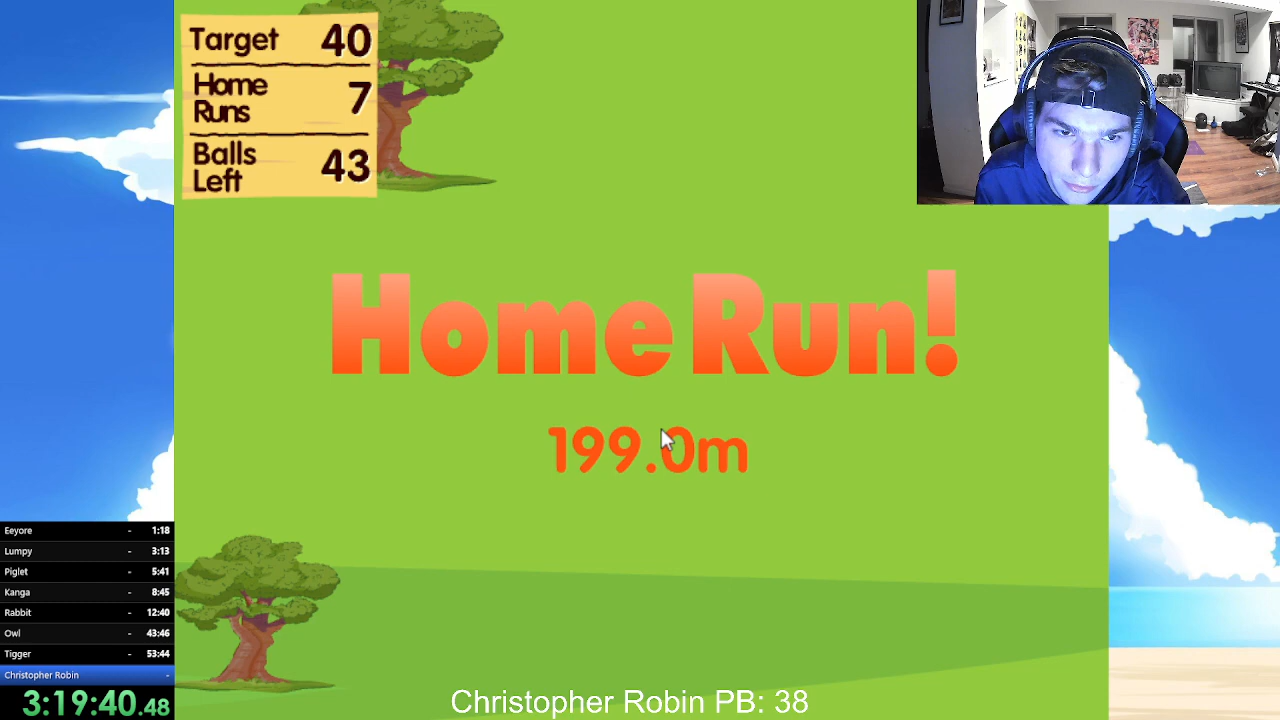 Target 40
Home Runs 7
Balls Left 43
Home Run!
199.0m
Eeyore - 1:18
Lumpy - 3:13
Piglet - 5:41
Kanga - 8:45
Rabbit - 12:40
Owl - 43:46
Tigger - 53:44
Christopher Robin -
3:19:40.48
Christopher Robin PB: 38